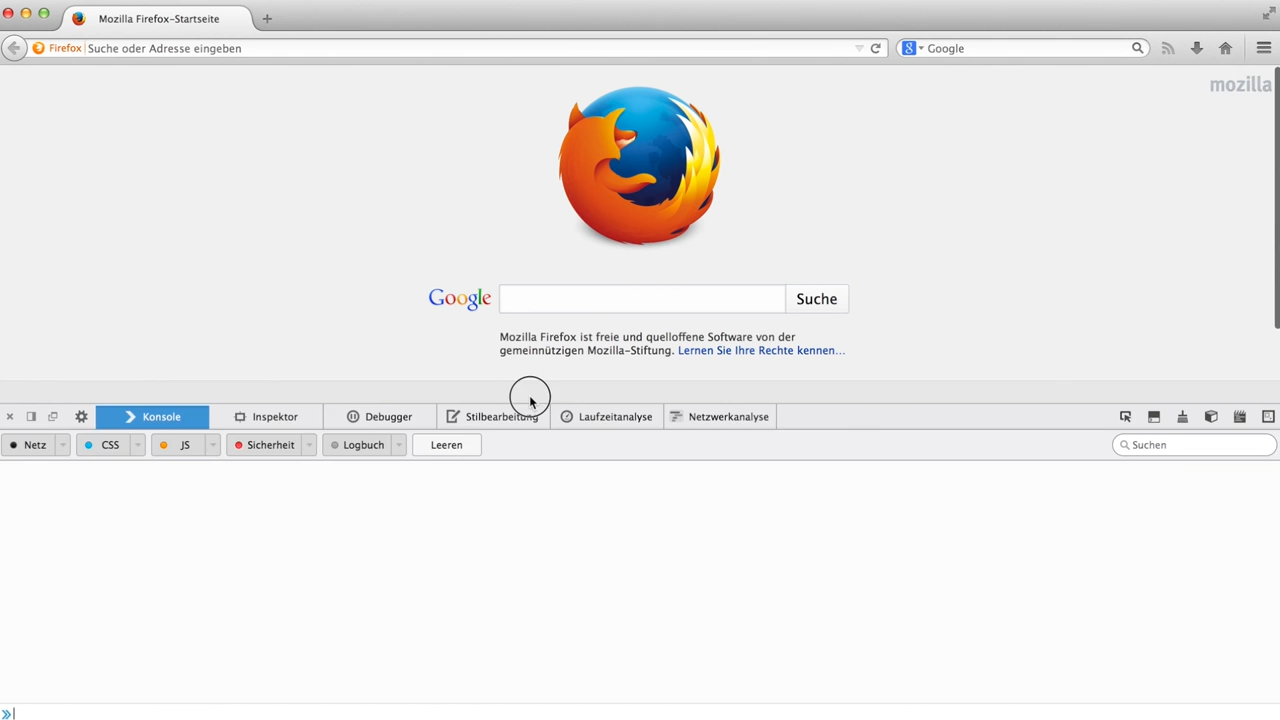 Mozilla Firefox-Startseite
Firefox Suche oder Adresse eingeben
Google
mozilla
Google Suche
Mozilla Firefox ist freie und quelloffene Software von der
gemeinnützigen Mozilla-Stiftung. Lernen Sie Ihre Rechte kennen…
Konsole Inspektor Debugger Stilbearbeitung Laufzeitanalyse Netzwerkanalyse
Netz CSS JS Sicherheit Logbuch Leeren Suchen